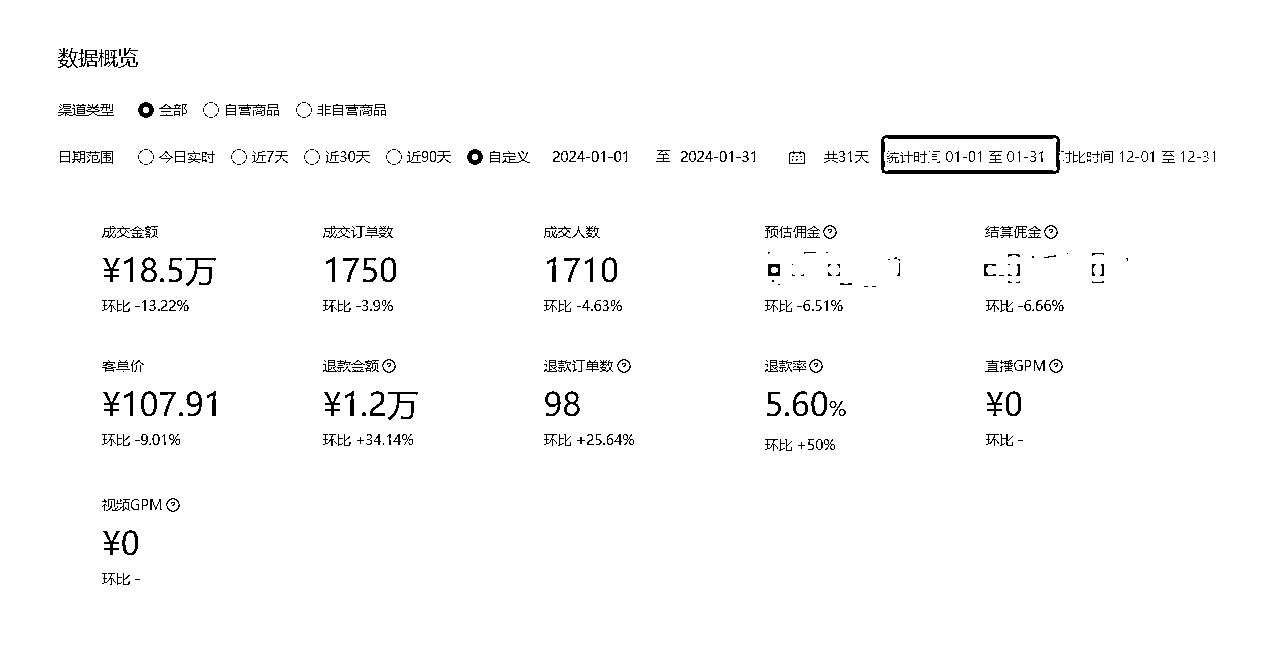 数据概览
渠道类型 全部 自营商品 非自营商品
日期范围 今日实时 近7天 近30天 近90天 自定义 2024-01-01 至 2024-01-31 共31天 统计时间 01-01 至 01-31 对比时间 12-01 至 12-31
成交金额 成交订单数 成交人数 预估佣金 结算佣金
¥18.5万 1750 1710
环比 -13.22% 环比 -3.9% 环比 -4.63% 环比 -6.51% 环比 -6.66%
客单价 退款金额 退款订单数 退款率 直播GPM
¥107.91 ¥1.2万 98 5.60% ¥0
环比 -9.01% 环比 +34.14% 环比 +25.64% 环比 +50% 环比 -
视频GPM
¥0
环比 -